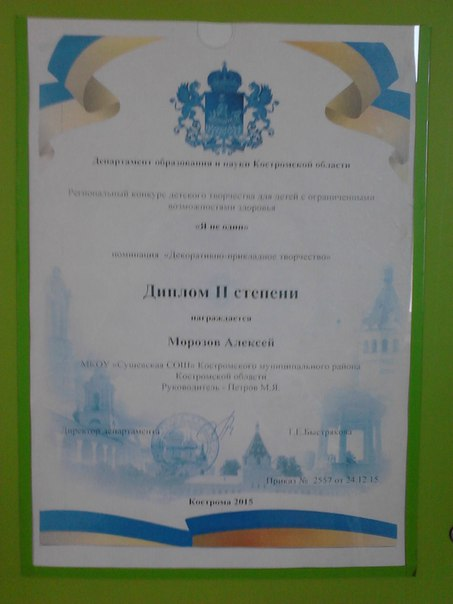 Департамент образования и науки Костромской области
Региональный конкурс детского творчества для детей с ограниченными
возможностями здоровья
«Я не один»
номинация «Декоративно-прикладное творчество»
Диплом II степени
награждается
Морозов Алексей
МКОУ «Сущевская СОШ» Костромского муниципального района
Костромской области
Руководитель - Петров М.Я.
Директор департамента Т.Е.Быстрякова
Приказ № 2557 от 24.12.15
Кострома 2015